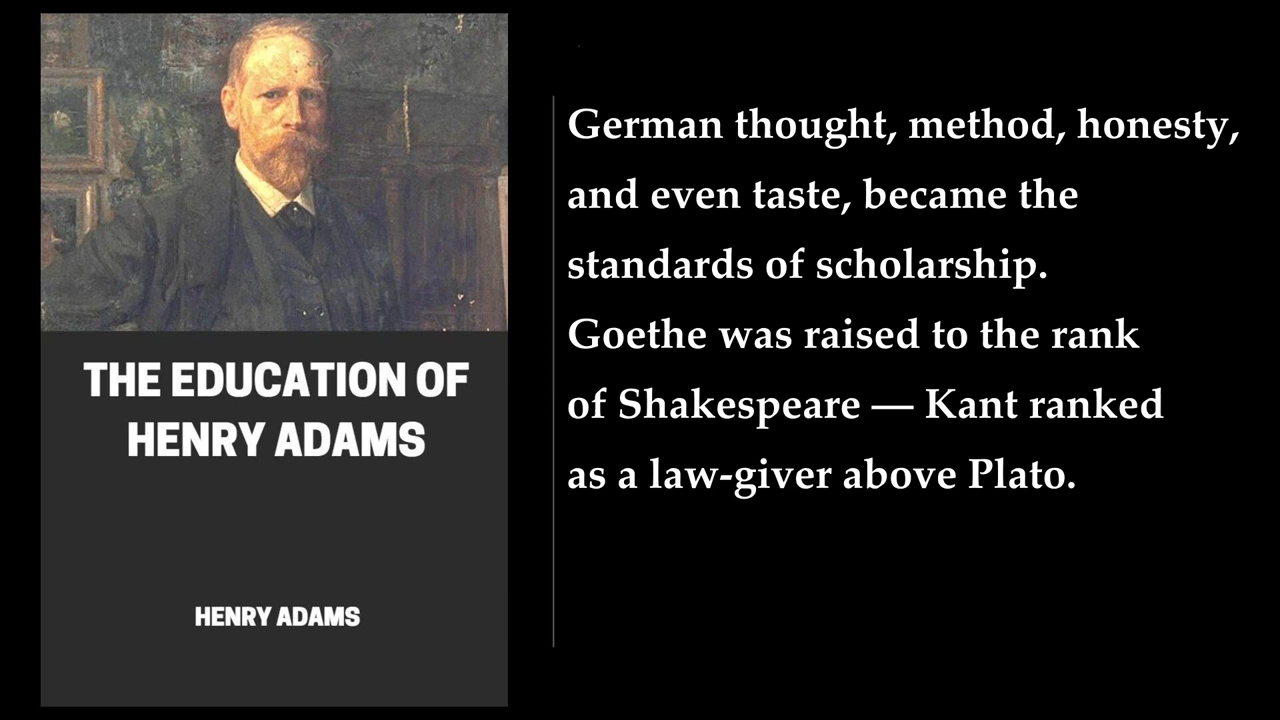 THE EDUCATION OF
HENRY ADAMS
HENRY ADAMS
German thought, method, honesty,
and even taste, became the
standards of scholarship.
Goethe was raised to the rank
of Shakespeare — Kant ranked
as a law-giver above Plato.